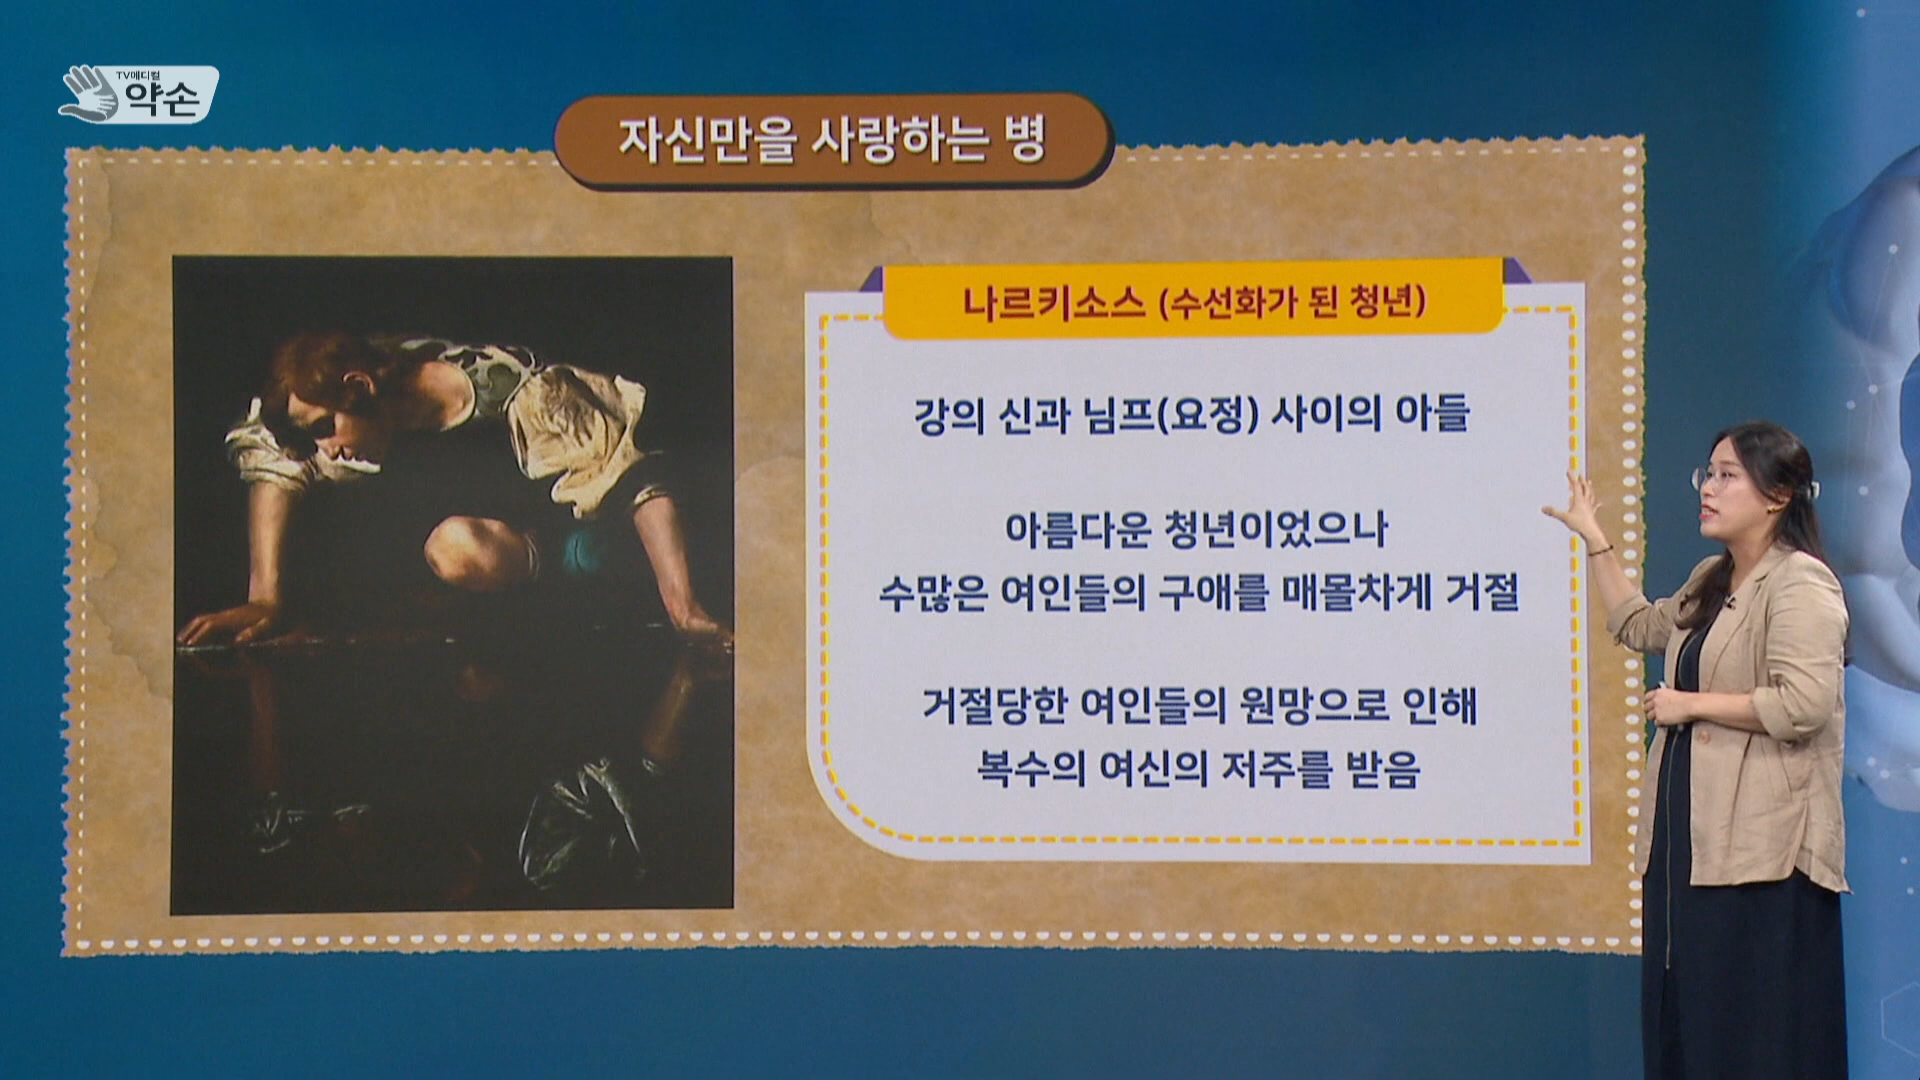 TV메디컬
약손
자신만을 사랑하는 병
나르키소스 (수선화가 된 청년)
강의 신과 님프(요정) 사이의 아들
아름다운 청년이었으나
수많은 여인들의 구애를 매몰차게 거절
거절당한 여인들의 원망으로 인해
복수의 여신의 저주를 받음